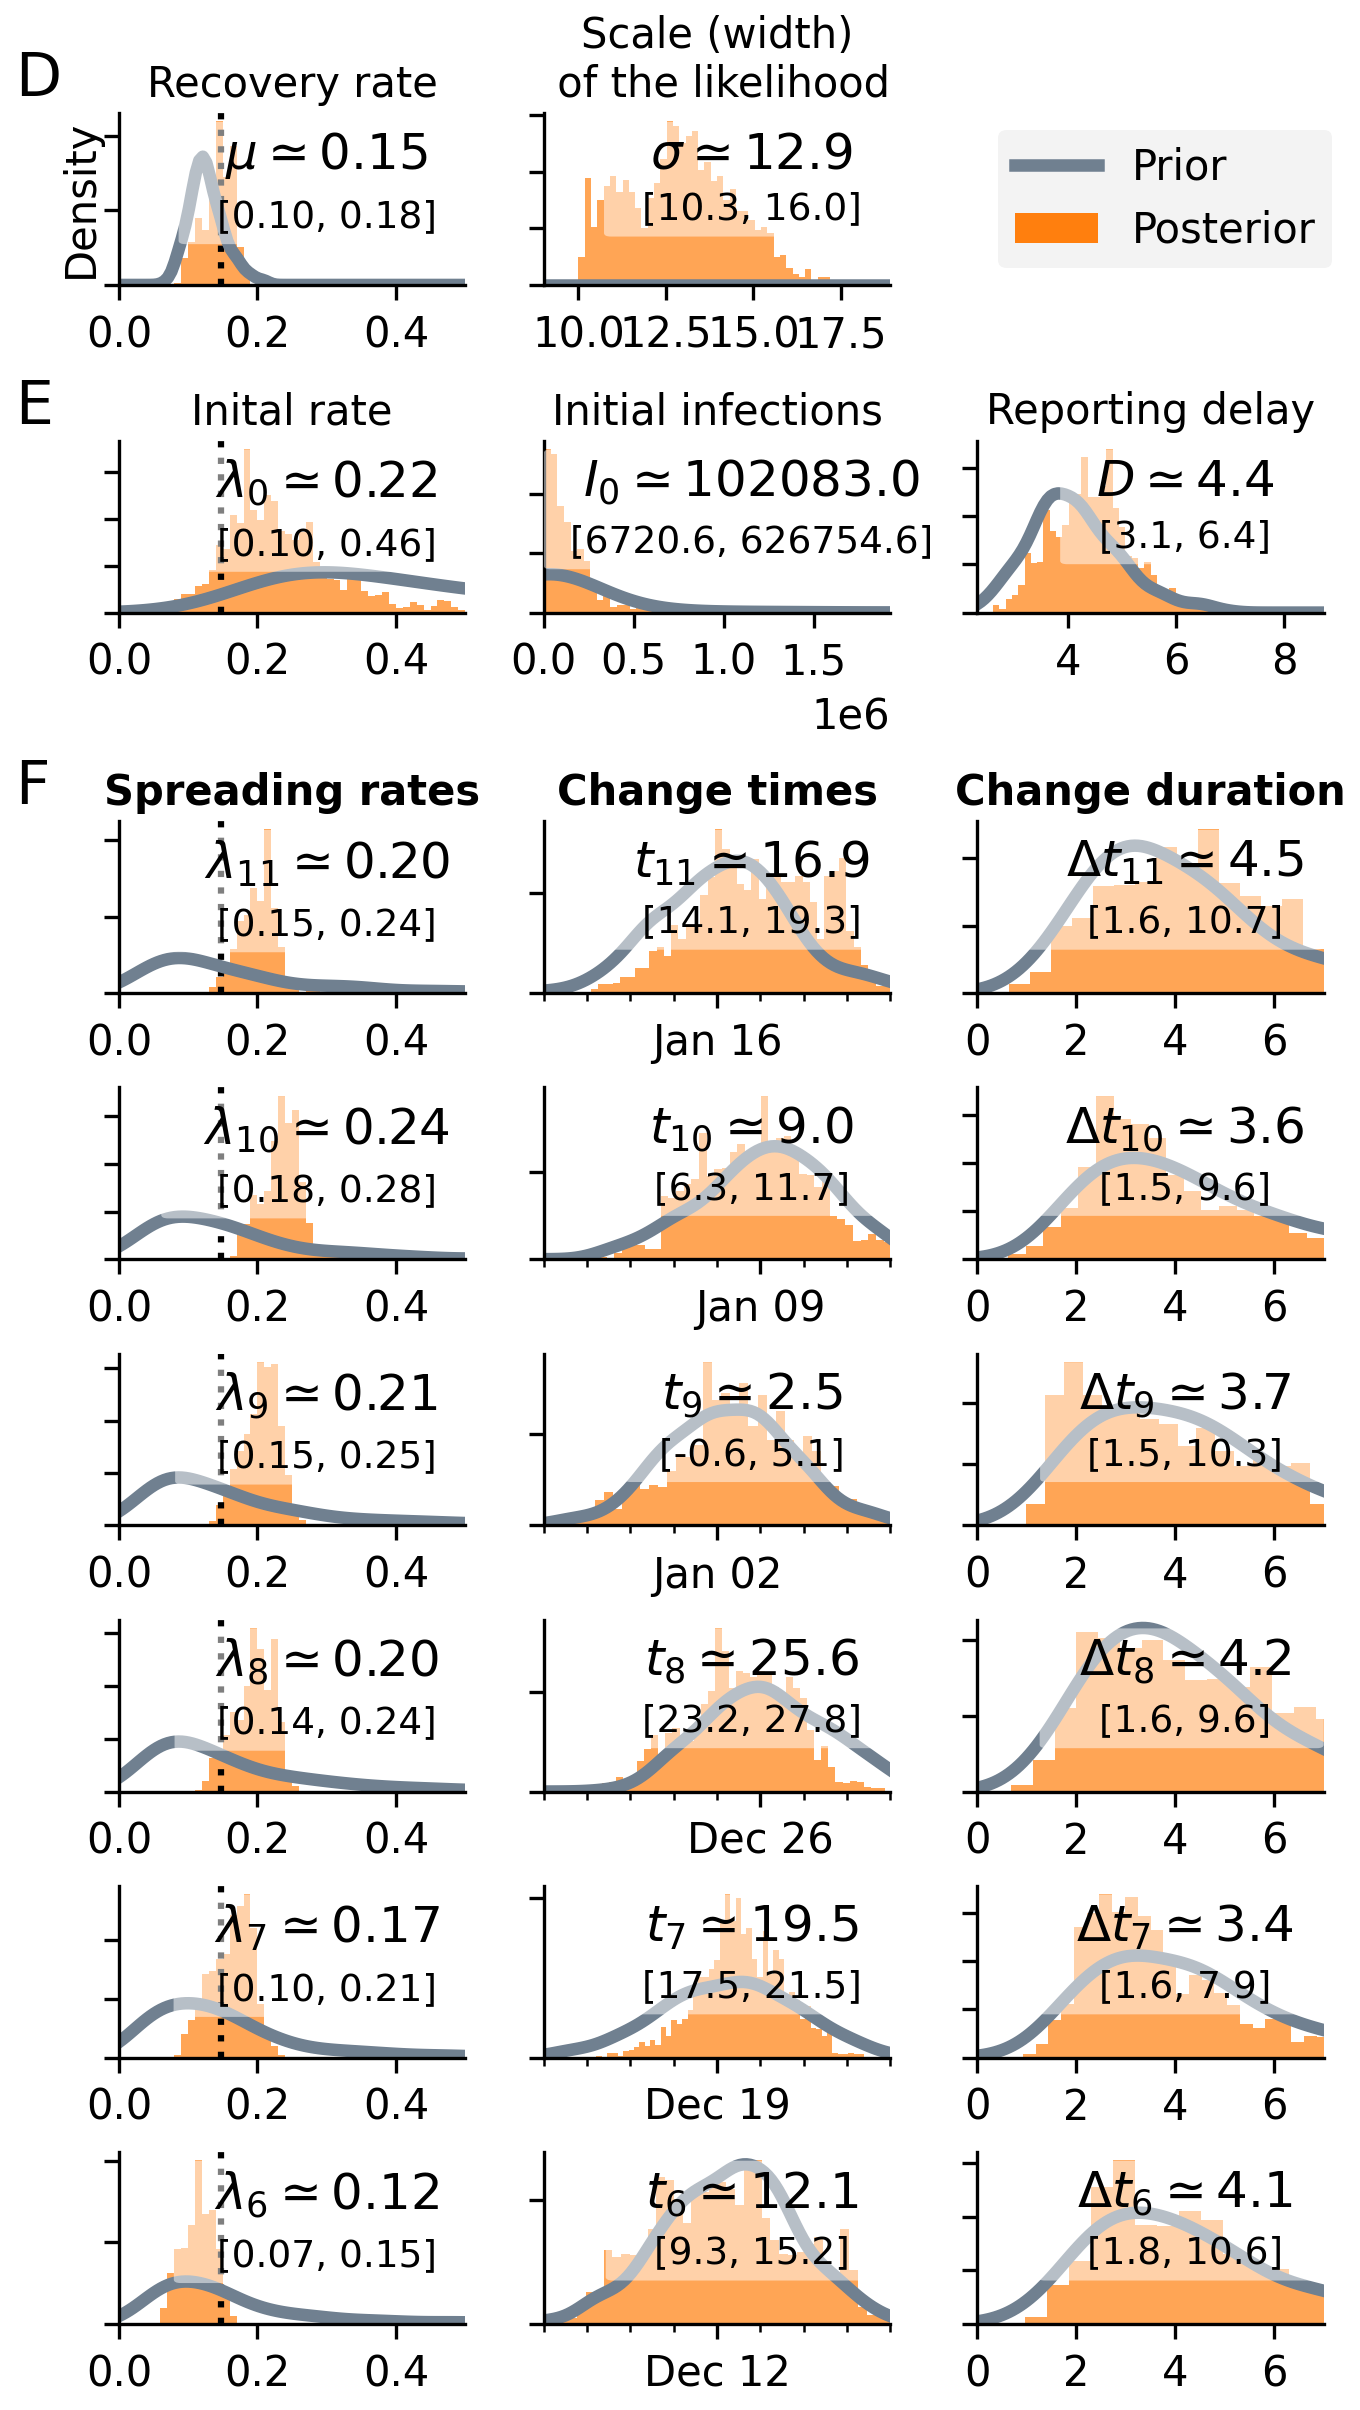 D
Recovery rate
Density
μ ≃ 0.15
[0.10, 0.18]
0.0 0.2 0.4
Scale (width)
of the likelihood
σ ≃ 12.9
[10.3, 16.0]
10.0 12.5 15.0 17.5
Prior
Posterior
E
Inital rate
λ₀ ≃ 0.22
[0.10, 0.46]
0.0 0.2 0.4
Initial infections
I₀ ≃ 102083.0
[6720.6, 626754.6]
0.0 0.5 1.0 1.5
1e6
Reporting delay
D ≃ 4.4
[3.1, 6.4]
4 6 8
F
Spreading rates Change times Change duration
λ₁₁ ≃ 0.20
[0.15, 0.24]
0.0 0.2 0.4
t₁₁ ≃ 16.9
[14.1, 19.3]
Jan 16
Δt₁₁ ≃ 4.5
[1.6, 10.7]
0 2 4 6
λ₁₀ ≃ 0.24
[0.18, 0.28]
0.0 0.2 0.4
t₁₀ ≃ 9.0
[6.3, 11.7]
Jan 09
Δt₁₀ ≃ 3.6
[1.5, 9.6]
0 2 4 6
λ₉ ≃ 0.21
[0.15, 0.25]
0.0 0.2 0.4
t₉ ≃ 2.5
[-0.6, 5.1]
Jan 02
Δt₉ ≃ 3.7
[1.5, 10.3]
0 2 4 6
λ₈ ≃ 0.20
[0.14, 0.24]
0.0 0.2 0.4
t₈ ≃ 25.6
[23.2, 27.8]
Dec 26
Δt₈ ≃ 4.2
[1.6, 9.6]
0 2 4 6
λ₇ ≃ 0.17
[0.10, 0.21]
0.0 0.2 0.4
t₇ ≃ 19.5
[17.5, 21.5]
Dec 19
Δt₇ ≃ 3.4
[1.6, 7.9]
0 2 4 6
λ₆ ≃ 0.12
[0.07, 0.15]
0.0 0.2 0.4
t₆ ≃ 12.1
[9.3, 15.2]
Dec 12
Δt₆ ≃ 4.1
[1.8, 10.6]
0 2 4 6